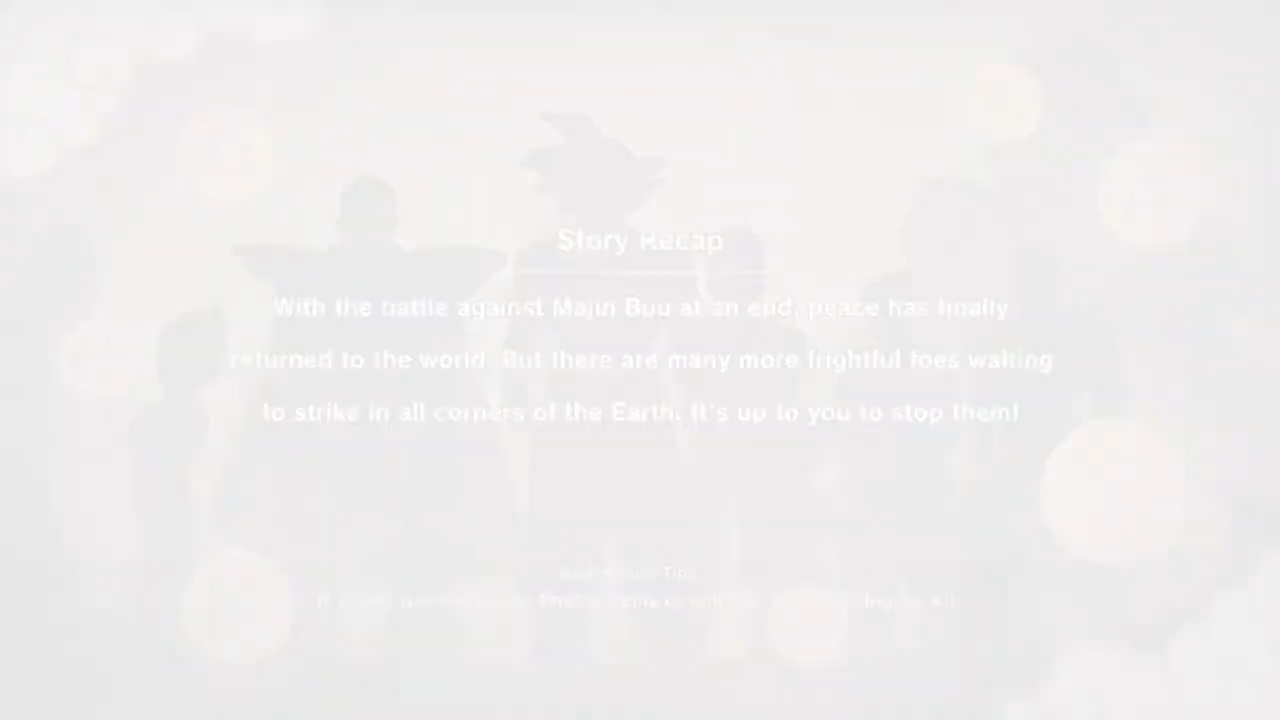 Story Recap
With the battle against Majin Buu at an end, peace has finally
returned to the world. But there are many more frightful foes waiting
to strike in all corners of the Earth. It's up to you to stop them!
Tips